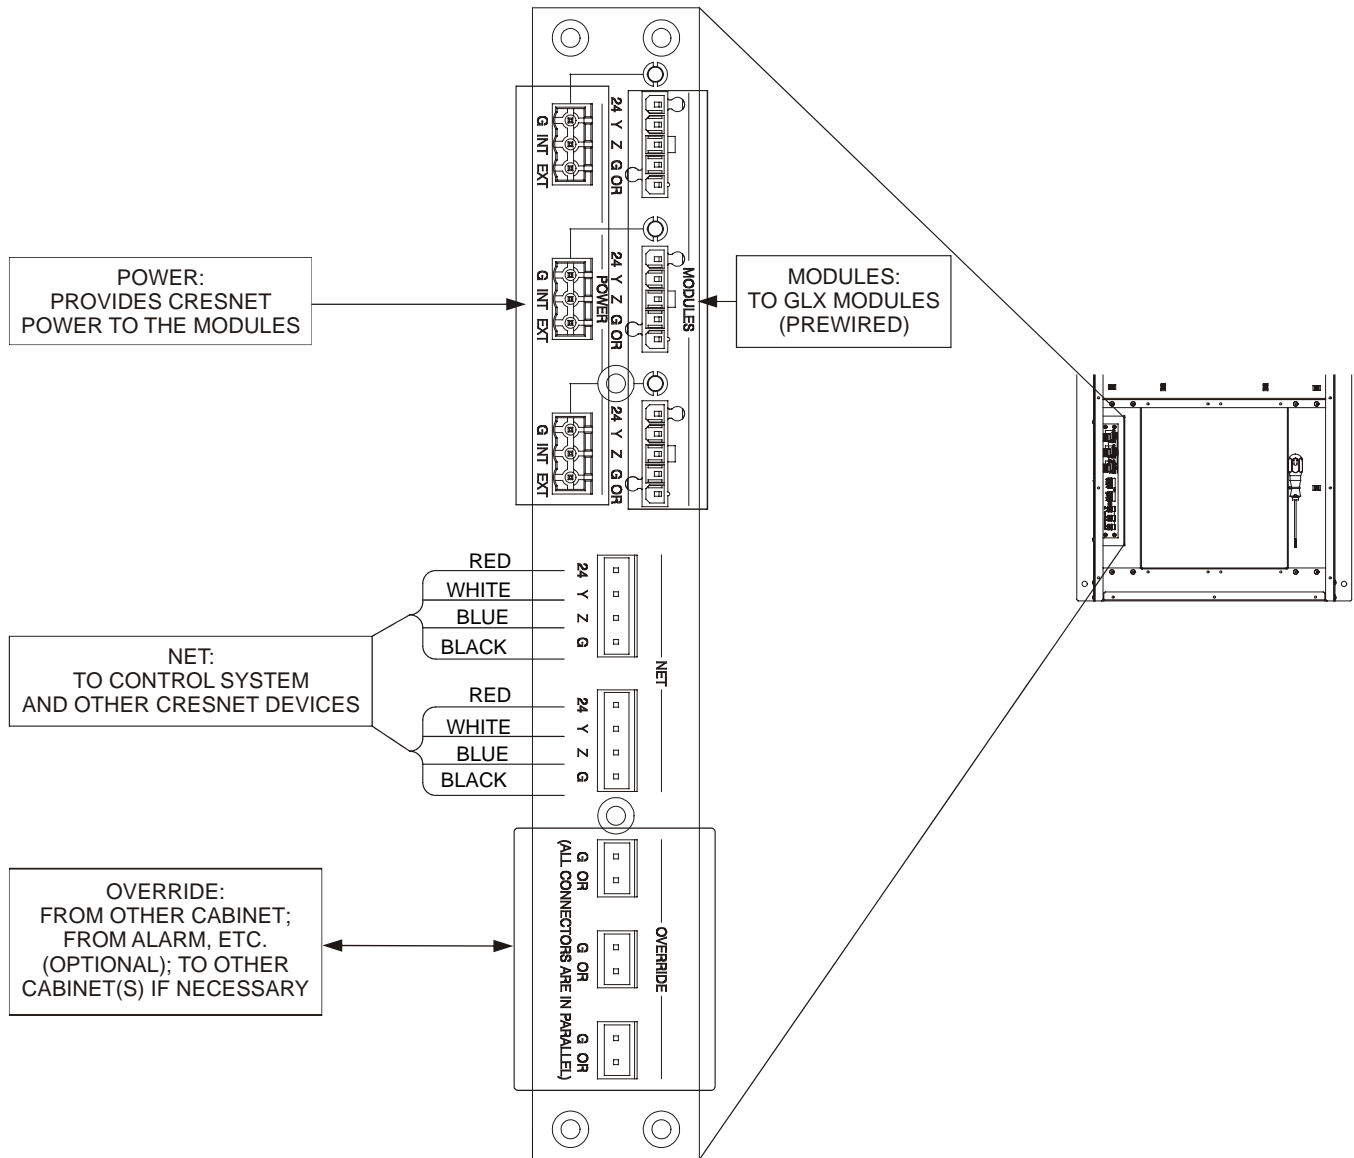 24 Y Z G OR
G INT EXT
POWER:
PROVIDES CRESNET
POWER TO THE MODULES
24 Y Z G OR
G INT EXT
POWER
MODULES
MODULES:
TO GLX MODULES
(PREWIRED)
24 Y Z G OR
G INT EXT
RED
WHITE
BLUE
BLACK
24 Y Z G
NET:
TO CONTROL SYSTEM
AND OTHER CRESNET DEVICES
NET
RED
WHITE
BLUE
BLACK
24 Y Z G
OVERRIDE:
FROM OTHER CABINET;
FROM ALARM, ETC.
(OPTIONAL); TO OTHER
CABINET(S) IF NECESSARY
G OR
G OR
G OR
(ALL CONNECTORS ARE IN PARALLEL)
OVERRIDE